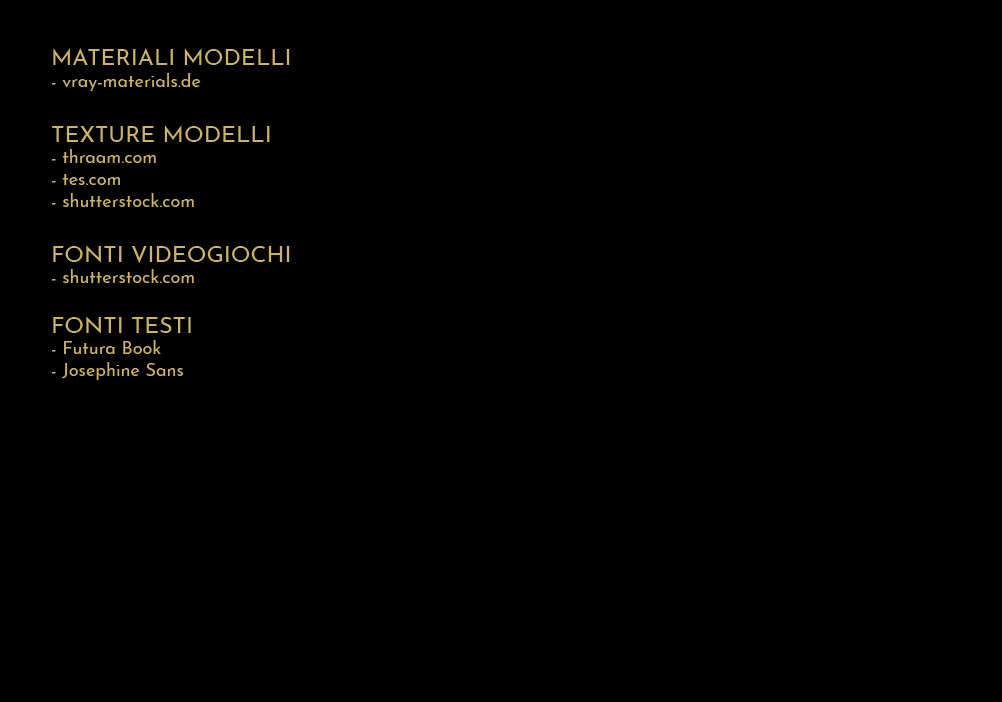 MATERIALI MODELLI
- vray-materials.de
TEXTURE MODELLI
- thraam.com
- tes.com
- shutterstock.com
FONTI VIDEOGIOCHI
- shutterstock.com
FONTI TESTI
- Futura Book
- Josephine Sans